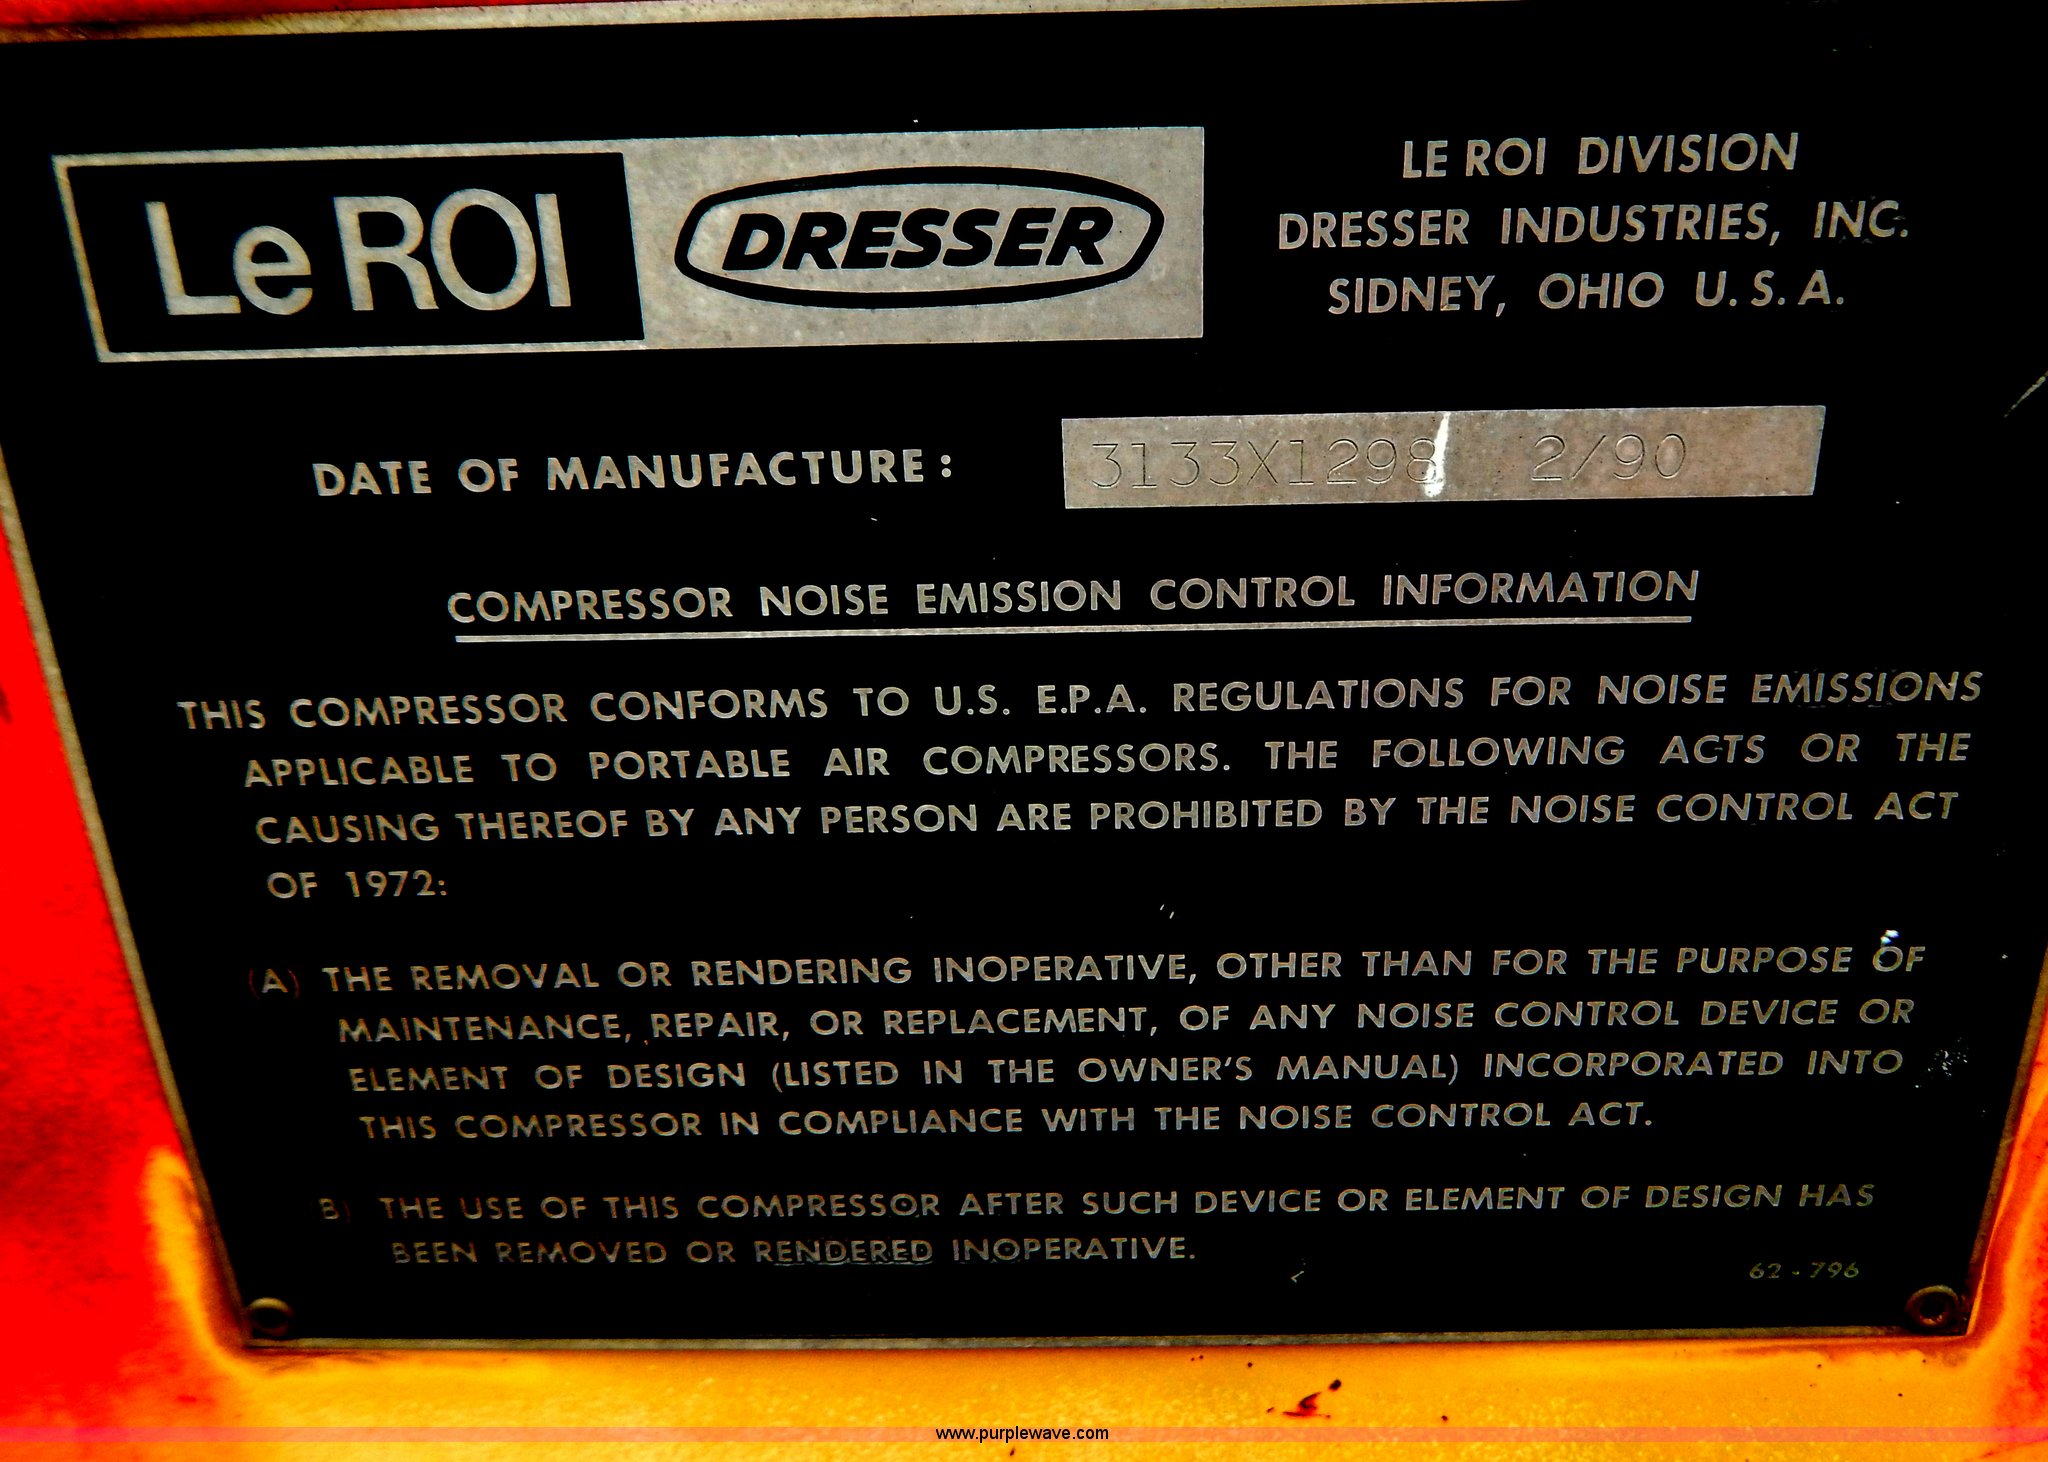 Le ROI
DRESSER
LE ROI DIVISION
DRESSER INDUSTRIES, INC.
SIDNEY, OHIO U.S.A.
DATE OF MANUFACTURE: 3133X1298 2/90
COMPRESSOR NOISE EMISSION CONTROL INFORMATION
THIS COMPRESSOR CONFORMS TO U.S. E.P.A. REGULATIONS FOR NOISE EMISSIONS
APPLICABLE TO PORTABLE AIR COMPRESSORS. THE FOLLOWING ACTS OR THE
CAUSING THEREOF BY ANY PERSON ARE PROHIBITED BY THE NOISE CONTROL ACT
OF 1972:
(A) THE REMOVAL OR RENDERING INOPERATIVE, OTHER THAN FOR THE PURPOSE OF
MAINTENANCE, REPAIR, OR REPLACEMENT, OF ANY NOISE CONTROL DEVICE OR
ELEMENT OF DESIGN (LISTED IN THE OWNER'S MANUAL) INCORPORATED INTO
THIS COMPRESSOR IN COMPLIANCE WITH THE NOISE CONTROL ACT.
B) THE USE OF THIS COMPRESSOR AFTER SUCH DEVICE OR ELEMENT OF DESIGN HAS
BEEN REMOVED OR RENDERED INOPERATIVE.
62-796
www.purplewave.com